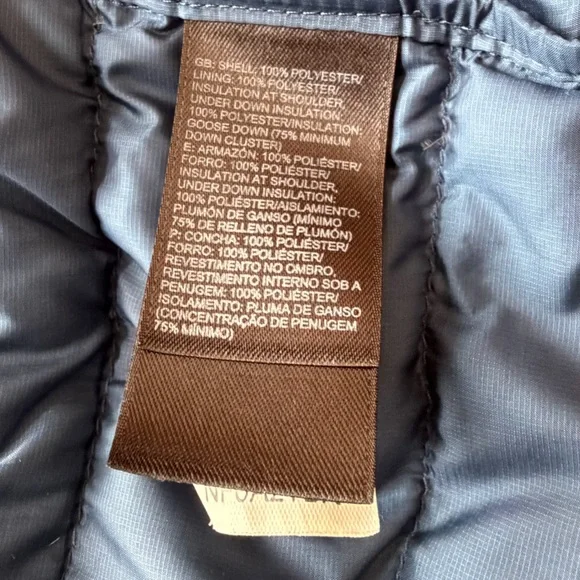 GB: SHELL: 100% POLYESTER/
LINING: 100% POLYESTER/
INSULATION AT SHOULDER,
UNDER DOWN INSULATION:
100% POLYESTER/INSULATION:
GOOSE DOWN (75% MINIMUM
DOWN CLUSTER)
E: ARMAZÓN: 100% POLIÉSTER/
FORRO: 100% POLIÉSTER/
INSULATION AT SHOULDER,
UNDER DOWN INSULATION:
100% POLIÉSTER/AISLAMIENTO:
PLUMÓN DE GANSO (MÍNIMO
75% DE RELLENO DE PLUMÓN)
P: CONCHA: 100% POLIÉSTER/
FORRO: 100% POLIÉSTER/
REVESTIMENTO NO OMBRO,
REVESTIMENTO INTERNO SOB A
PENUGEM: 100% POLIÉSTER/
ISOLAMENTO: PLUMA DE GANSO
(CONCENTRAÇÃO DE PENUGEM
75% MÍNIMO)